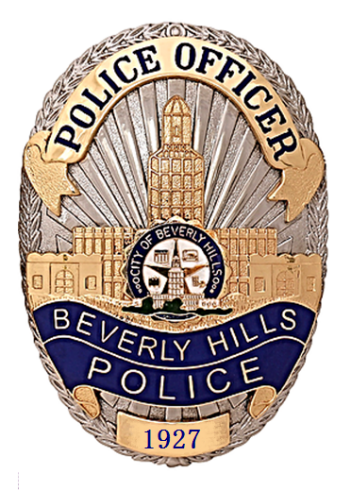 POLICE OFFICER
CITY OF BEVERLY HILLS
BEVERLY HILLS
POLICE
1927